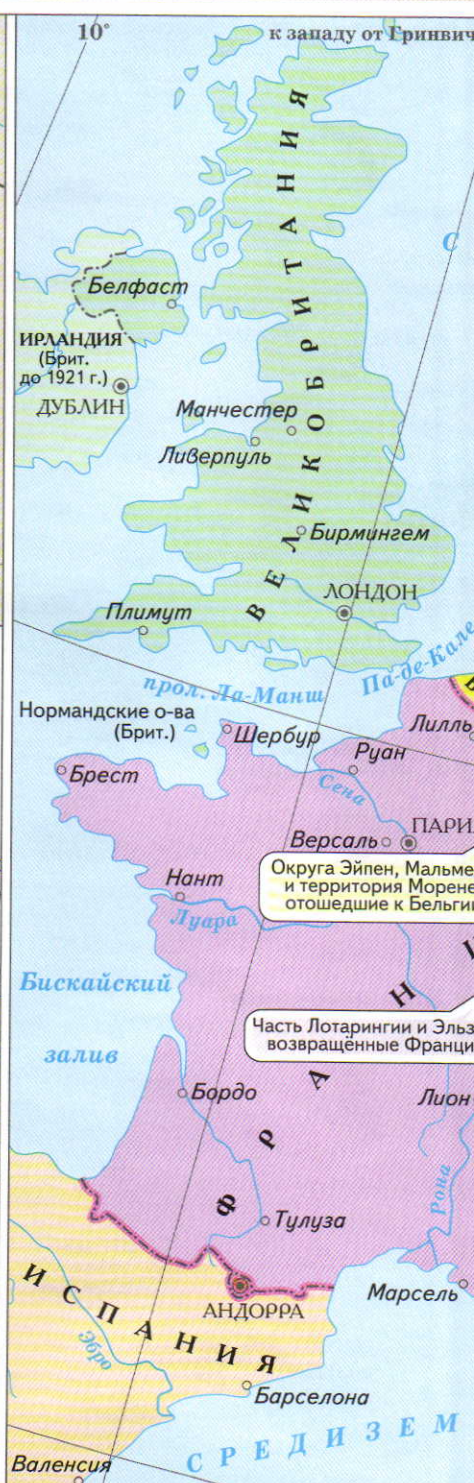 10°
к западу от Гринвич
ВЕЛИКОБРИТАНИЯ
С
Белфаст
ИРЛАНДИЯ
(Брит.
до 1921 г.)
ДУБЛИН
Манчестер
Ливерпуль
Бирмингем
ЛОНДОН
Плимут
прол. Ла-Манш
Па-де-Кале
Нормандские о-ва
(Брит.)
Шербур
Лилль
Руан
Брест
Сена
ПАРИ
Версаль
Округа Эйпен, Мальме
и территория Морене
отошедшие к Бельги
Нант
Луара
Бискайский
залив
Часть Лотарингии и Эльз
возвращённые Франци
ФРАН
Бордо
Лион
Рона
Тулуза
Марсель
АНДОРРА
ИСПАНИЯ
Эбро
Барселона
СРЕДИЗЕМ
Валенсия